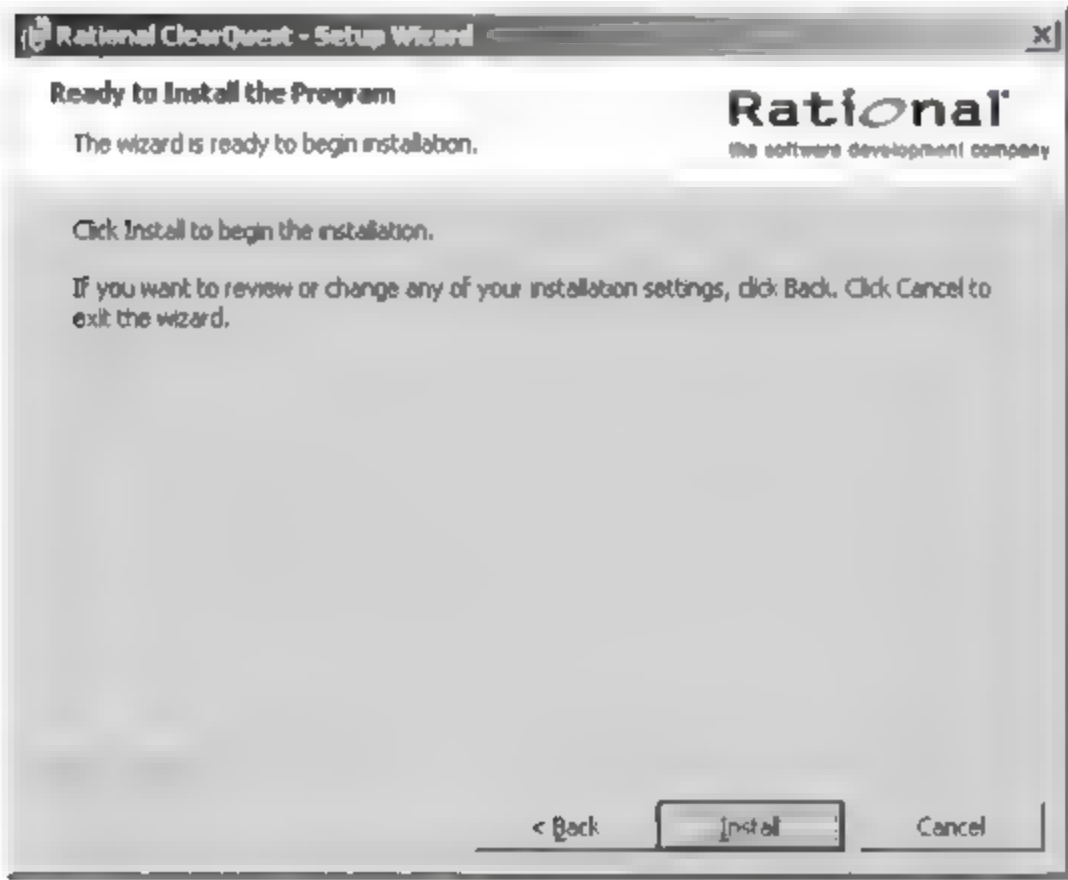 Rational ClearQuest - Setup Wizard
Ready to Install the Program
The wizard is ready to begin installation.
Rational
the software development company
Click Install to begin the installation.
If you want to review or change any of your installation settings, click Back. Click Cancel to
exit the wizard.
< Back Install Cancel